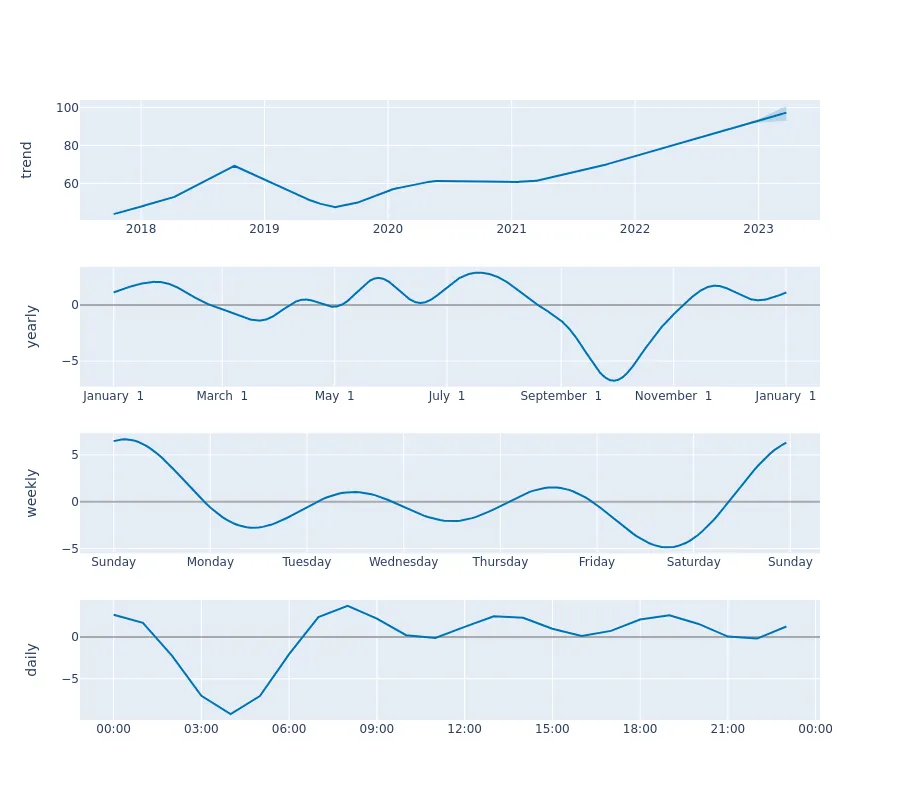 trend
100
80
60
2018 2019 2020 2021 2022 2023
yearly
0
−5
January 1 March 1 May 1 July 1 September 1 November 1 January 1
weekly
5
0
−5
Sunday Monday Tuesday Wednesday Thursday Friday Saturday Sunday
daily
0
−5
00:00 03:00 06:00 09:00 12:00 15:00 18:00 21:00 00:00